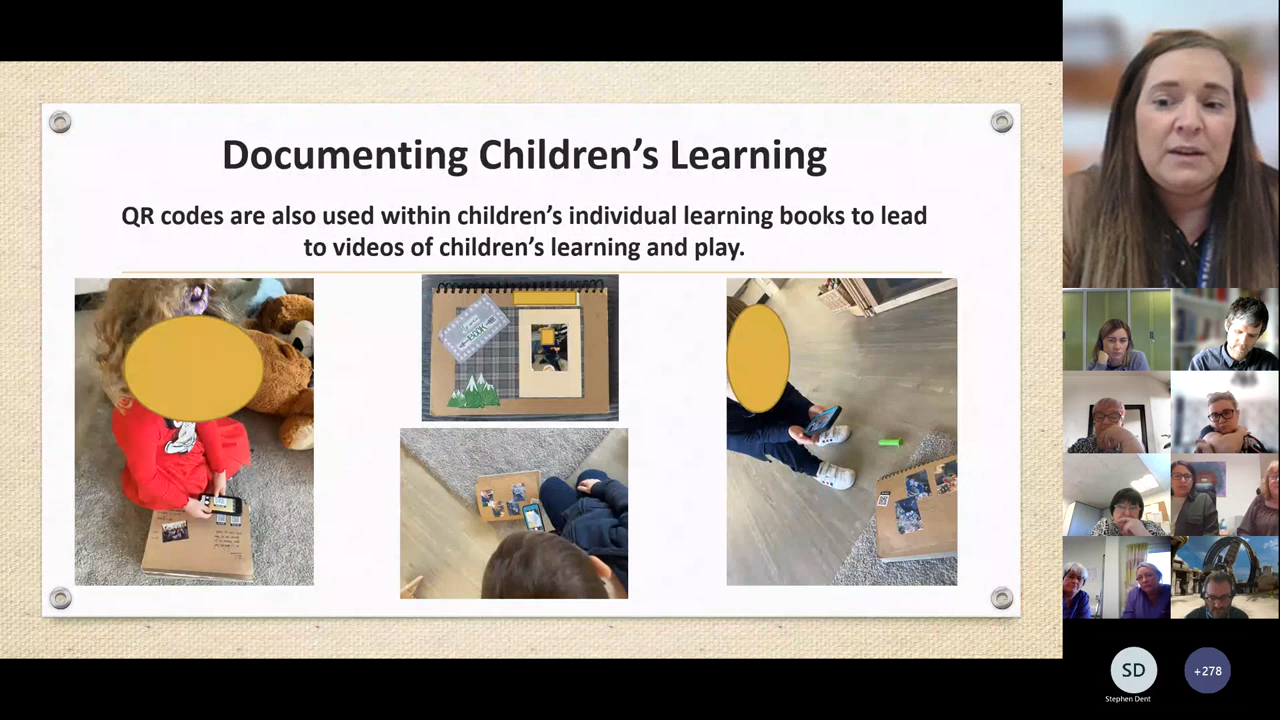 Documenting Children’s Learning
QR codes are also used within children’s individual learning books to lead
to videos of children’s learning and play.
BOOK
SD
Stephen Dent
+278